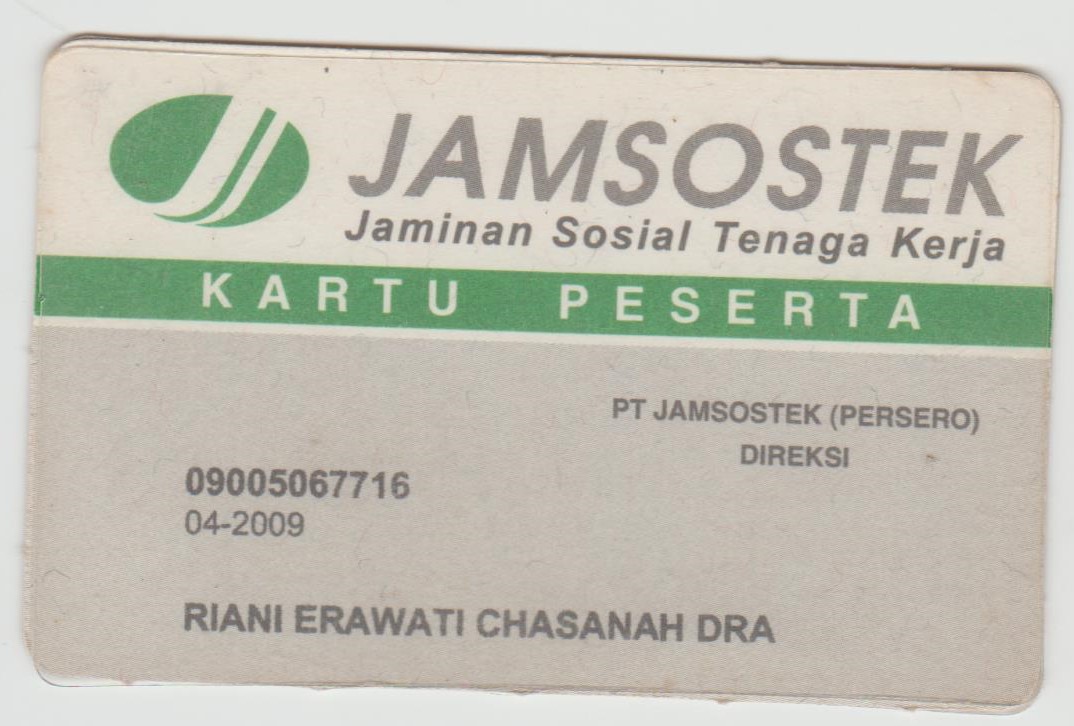 JAMSOSTEK
Jaminan Sosial Tenaga Kerja
KARTU PESERTA
PT JAMSOSTEK (PERSERO)
DIREKSI
09005067716
04-2009
RIANI ERAWATI CHASANAH DRA